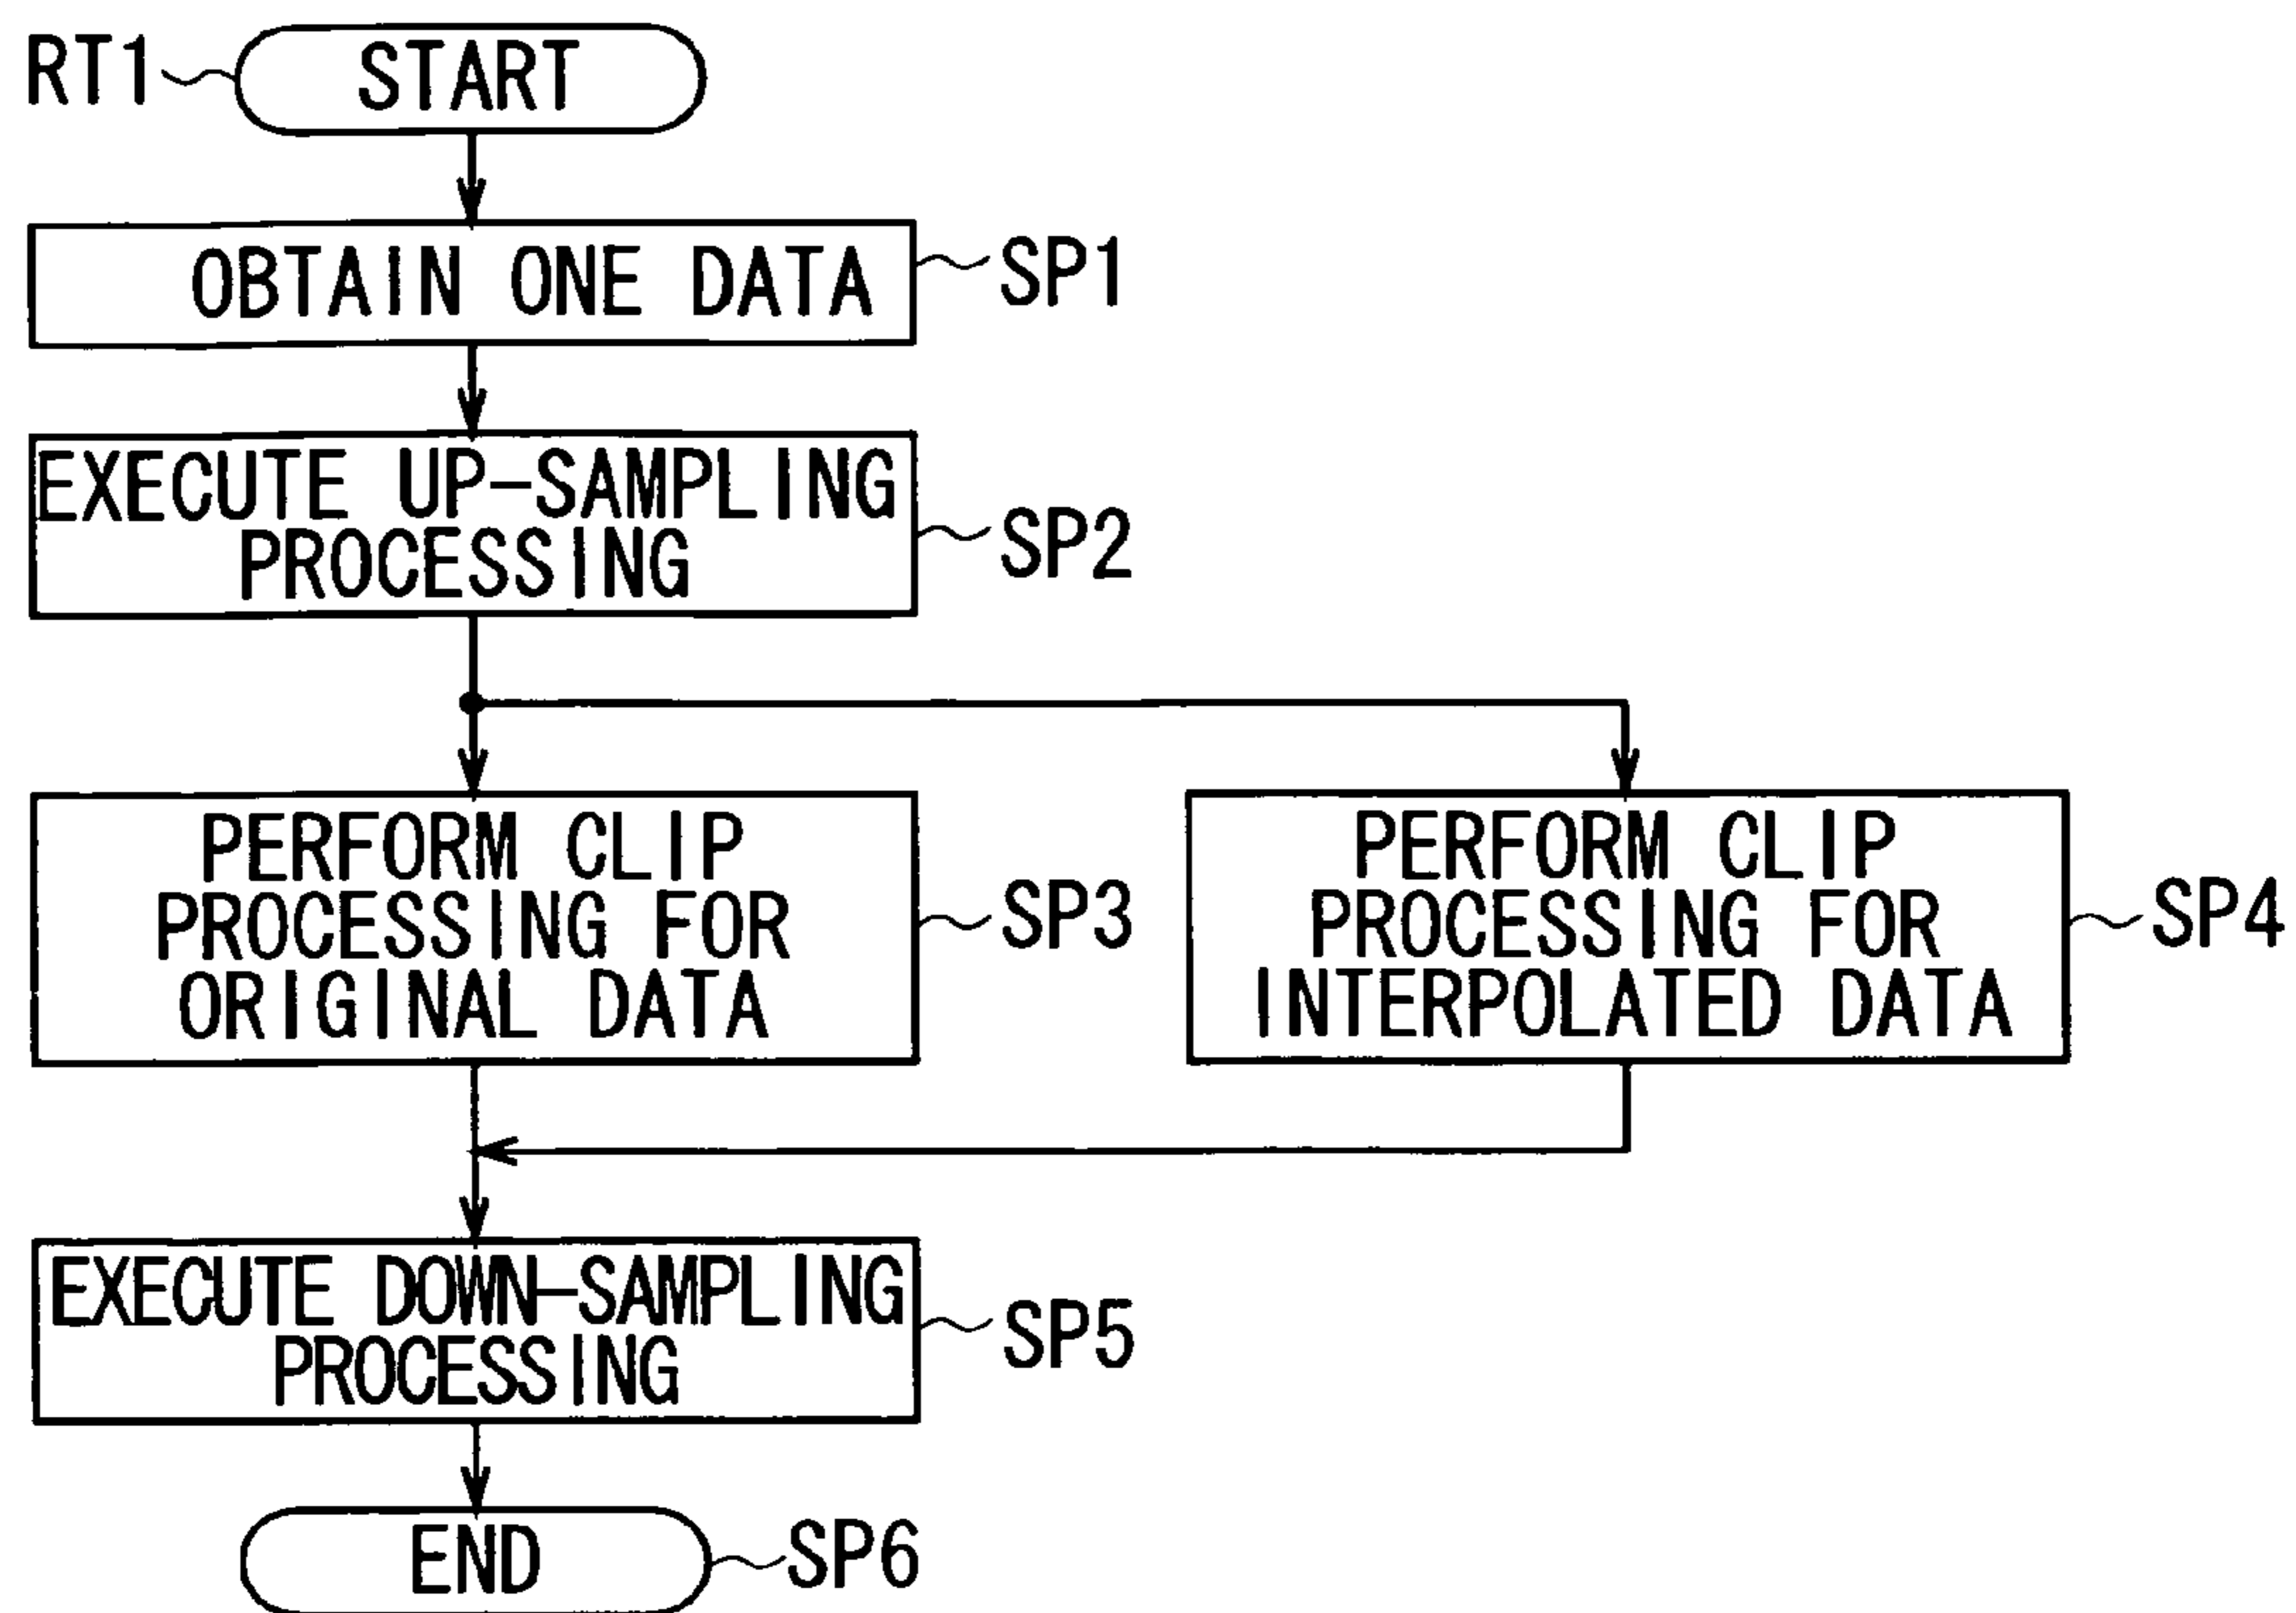 RT1
START
OBTAIN ONE DATA
SP1
EXECUTE UP-SAMPLING
PROCESSING
SP2
PERFORM CLIP
PROCESSING FOR
ORIGINAL DATA
SP3
PERFORM CLIP
PROCESSING FOR
INTERPOLATED DATA
SP4
EXECUTE DOWN-SAMPLING
PROCESSING
SP5
END
SP6